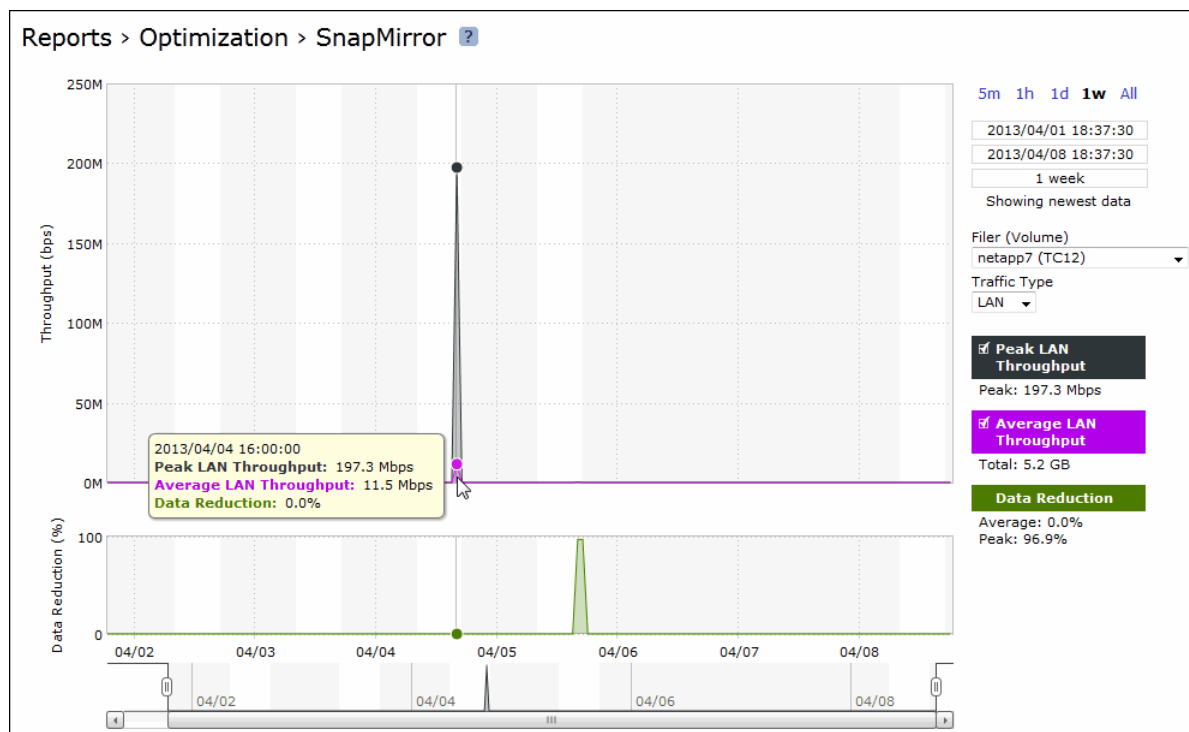 Reports › Optimization › SnapMirror ?
250M
200M
150M
100M
50M
0M
Throughput (bps)
2013/04/04 16:00:00
Peak LAN Throughput: 197.3 Mbps
Average LAN Throughput: 11.5 Mbps
Data Reduction: 0.0%
100
0
Data Reduction (%)
04/02 04/03 04/04 04/05 04/06 04/07 04/08
04/02 04/04 04/06 04/08
5m 1h 1d 1w All
2013/04/01 18:37:30
2013/04/08 18:37:30
1 week
Showing newest data
Filer (Volume)
netapp7 (TC12)
Traffic Type
LAN
Peak LAN
Throughput
Peak: 197.3 Mbps
Average LAN
Throughput
Total: 5.2 GB
Data Reduction
Average: 0.0%
Peak: 96.9%